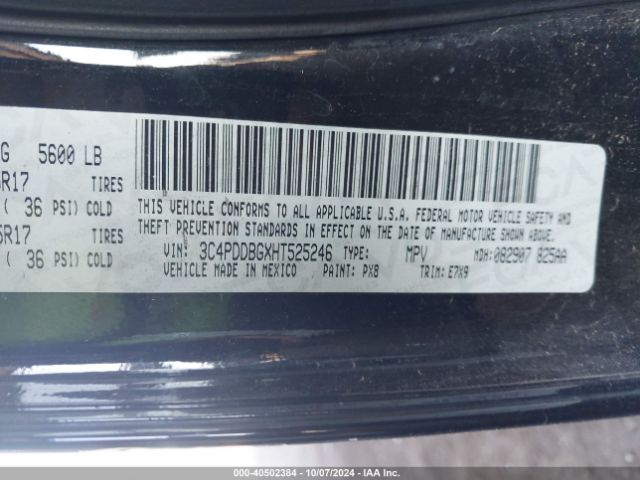 G 5600 LB
R17 TIRES
( 36 PSI) COLD
5R17 TIRES
( 36 PSI) COLD
THIS VEHICLE CONFORMS TO ALL APPLICABLE U.S.A. FEDERAL MOTOR VEHICLE SAFETY AND
THEFT PREVENTION STANDARDS IN EFFECT ON THE DATE OF MANUFACTURE SHOWN ABOVE.
VIN: 3C4PDDBGXHT525246 TYPE: MPV MDH: 082907 825AA
VEHICLE MADE IN MEXICO PAINT: PX8 TRIM: E7X9
000-40502384 - 10/07/2024 - IAA Inc.